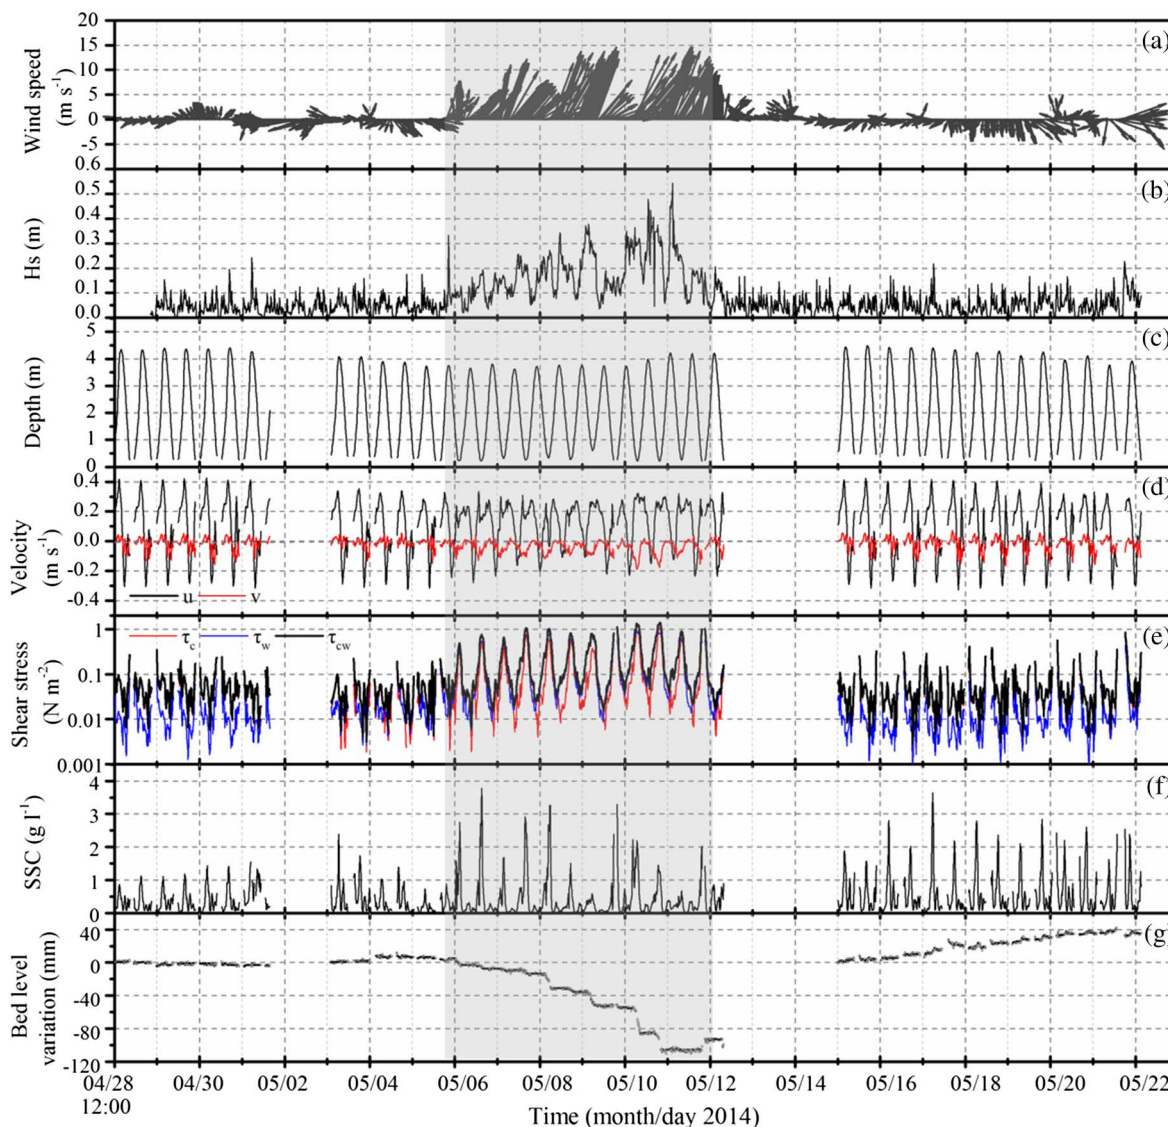 (a)
Wind speed
(m s⁻¹)
20
15
10
5
0
-5
(b)
Hs (m)
0.6
0.5
0.4
0.3
0.2
0.1
0.0
(c)
Depth (m)
5
4
3
2
1
0
(d)
Velocity
(m s⁻¹)
0.4
0.2
0.0
-0.2
-0.4
u v
(e)
Shear stress
(N m⁻²)
1
0.1
0.01
0.001
τc τw τcw
(f)
SSC (g l⁻¹)
4
3
2
1
0
(g)
Bed level
variation (mm)
40
0
-40
-80
-120
04/28 04/30 05/02 05/04 05/06 05/08 05/10 05/12 05/14 05/16 05/18 05/20 05/22
12:00
Time (month/day 2014)